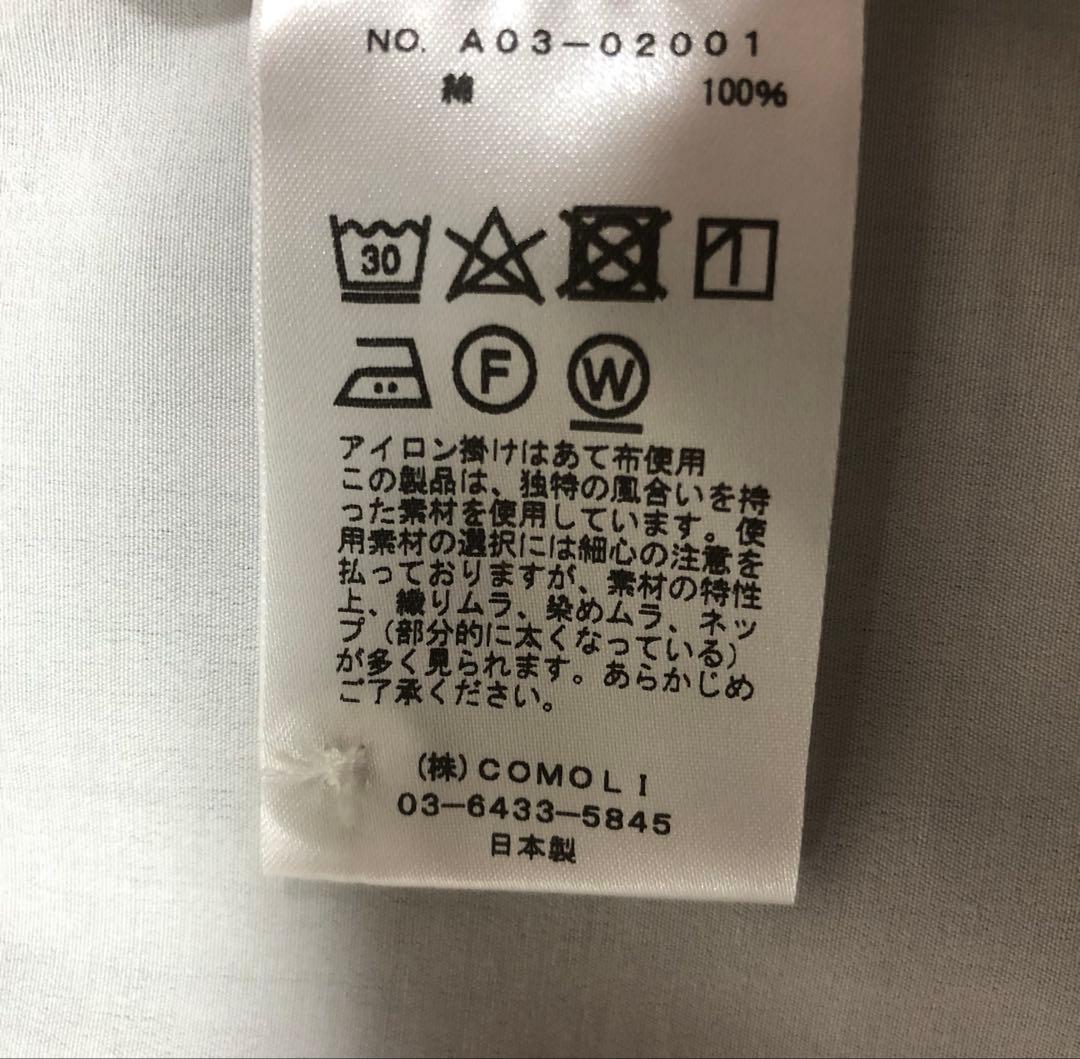 NO. A03-02001
綿 100%
30
F W
アイロン掛けはあて布使用
この製品は、独特の風合いを持
った素材を使用しています。使
用素材の選択には細心の注意を
払っておりますが、素材の特性
上、織りムラ、染めムラ、ネッ
プ（部分的に太くなっている）
が多く見られます。あらかじめ
ご了承ください。
(株)COMOLI
03-6433-5845
日本製